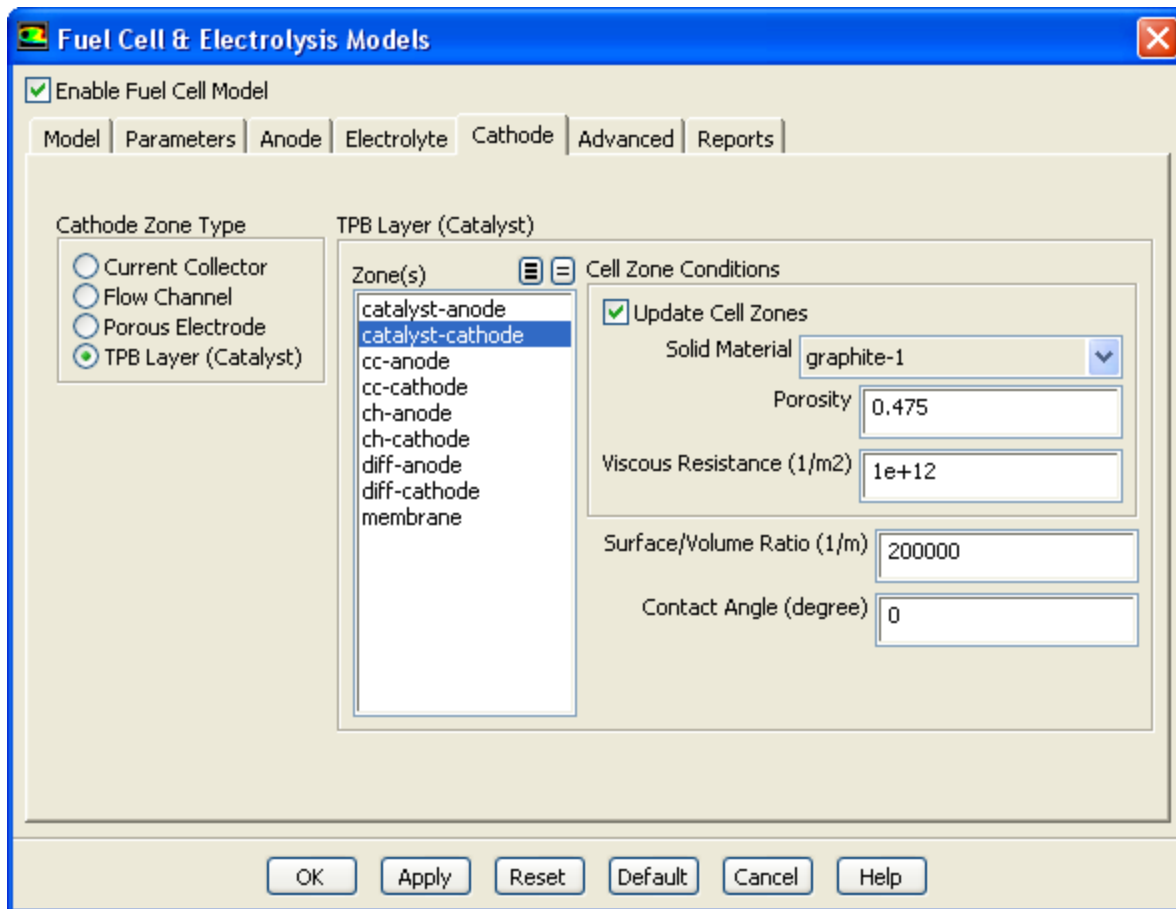 Fuel Cell & Electrolysis Models
Enable Fuel Cell Model
Model Parameters Anode Electrolyte Cathode Advanced Reports
Cathode Zone Type
Current Collector
Flow Channel
Porous Electrode
TPB Layer (Catalyst)
TPB Layer (Catalyst)
Zone(s)
catalyst-anode
catalyst-cathode
cc-anode
cc-cathode
ch-anode
ch-cathode
diff-anode
diff-cathode
membrane
Cell Zone Conditions
Update Cell Zones
Solid Material graphite-1
Porosity 0.475
Viscous Resistance (1/m2) 1e+12
Surface/Volume Ratio (1/m) 200000
Contact Angle (degree) 0
OK Apply Reset Default Cancel Help